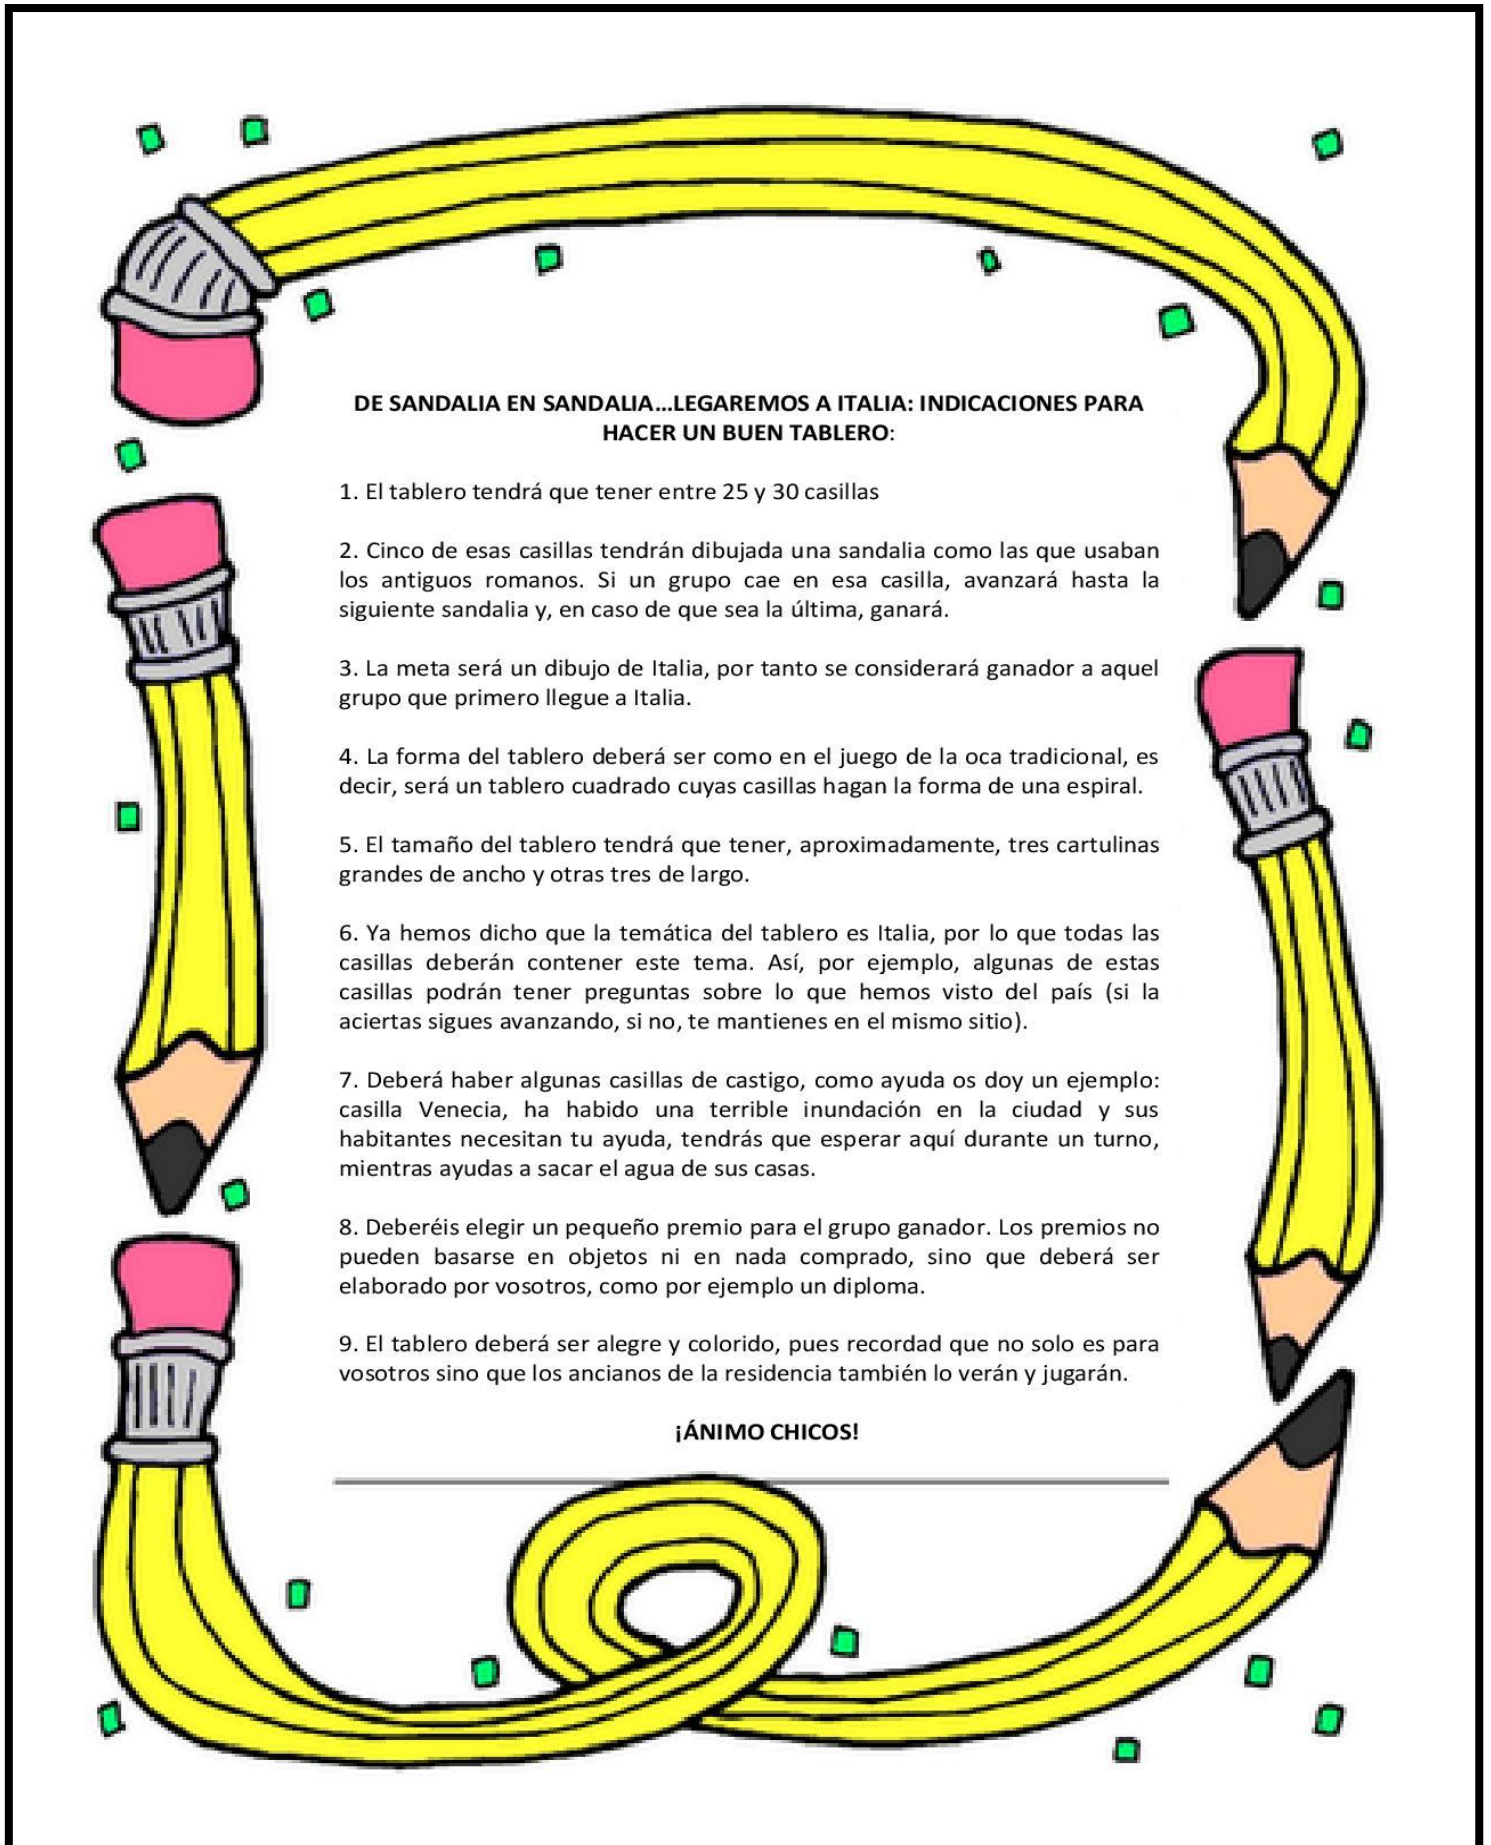 DE SANDALIA EN SANDALIA...LEGAREMOS A ITALIA: INDICACIONES PARA
HACER UN BUEN TABLERO:
1. El tablero tendrá que tener entre 25 y 30 casillas
2. Cinco de esas casillas tendrán dibujada una sandalia como las que usaban
los antiguos romanos. Si un grupo cae en esa casilla, avanzará hasta la
siguiente sandalia y, en caso de que sea la última, ganará.
3. La meta será un dibujo de Italia, por tanto se considerará ganador a aquel
grupo que primero llegue a Italia.
4. La forma del tablero deberá ser como en el juego de la oca tradicional, es
decir, será un tablero cuadrado cuyas casillas hagan la forma de una espiral.
5. El tamaño del tablero tendrá que tener, aproximadamente, tres cartulinas
grandes de ancho y otras tres de largo.
6. Ya hemos dicho que la temática del tablero es Italia, por lo que todas las
casillas deberán contener este tema. Así, por ejemplo, algunas de estas
casillas podrán tener preguntas sobre lo que hemos visto del país (si la
aciertas sigues avanzando, si no, te mantienes en el mismo sitio).
7. Deberá haber algunas casillas de castigo, como ayuda os doy un ejemplo:
casilla Venecia, ha habido una terrible inundación en la ciudad y sus
habitantes necesitan tu ayuda, tendrás que esperar aquí durante un turno,
mientras ayudas a sacar el agua de sus casas.
8. Deberéis elegir un pequeño premio para el grupo ganador. Los premios no
pueden basarse en objetos ni en nada comprado, sino que deberá ser
elaborado por vosotros, como por ejemplo un diploma.
9. El tablero deberá ser alegre y colorido, pues recordad que no solo es para
vosotros sino que los ancianos de la residencia también lo verán y jugarán.
¡ÁNIMO CHICOS!